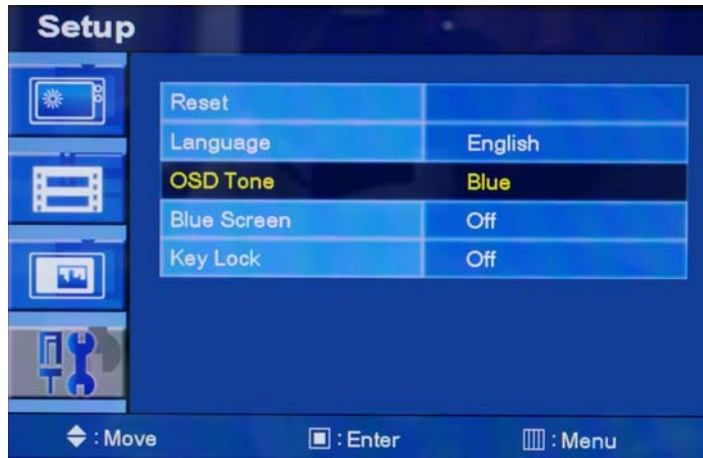 Setup
Reset
Language English
OSD Tone Blue
Blue Screen Off
Key Lock Off
: Move : Enter : Menu